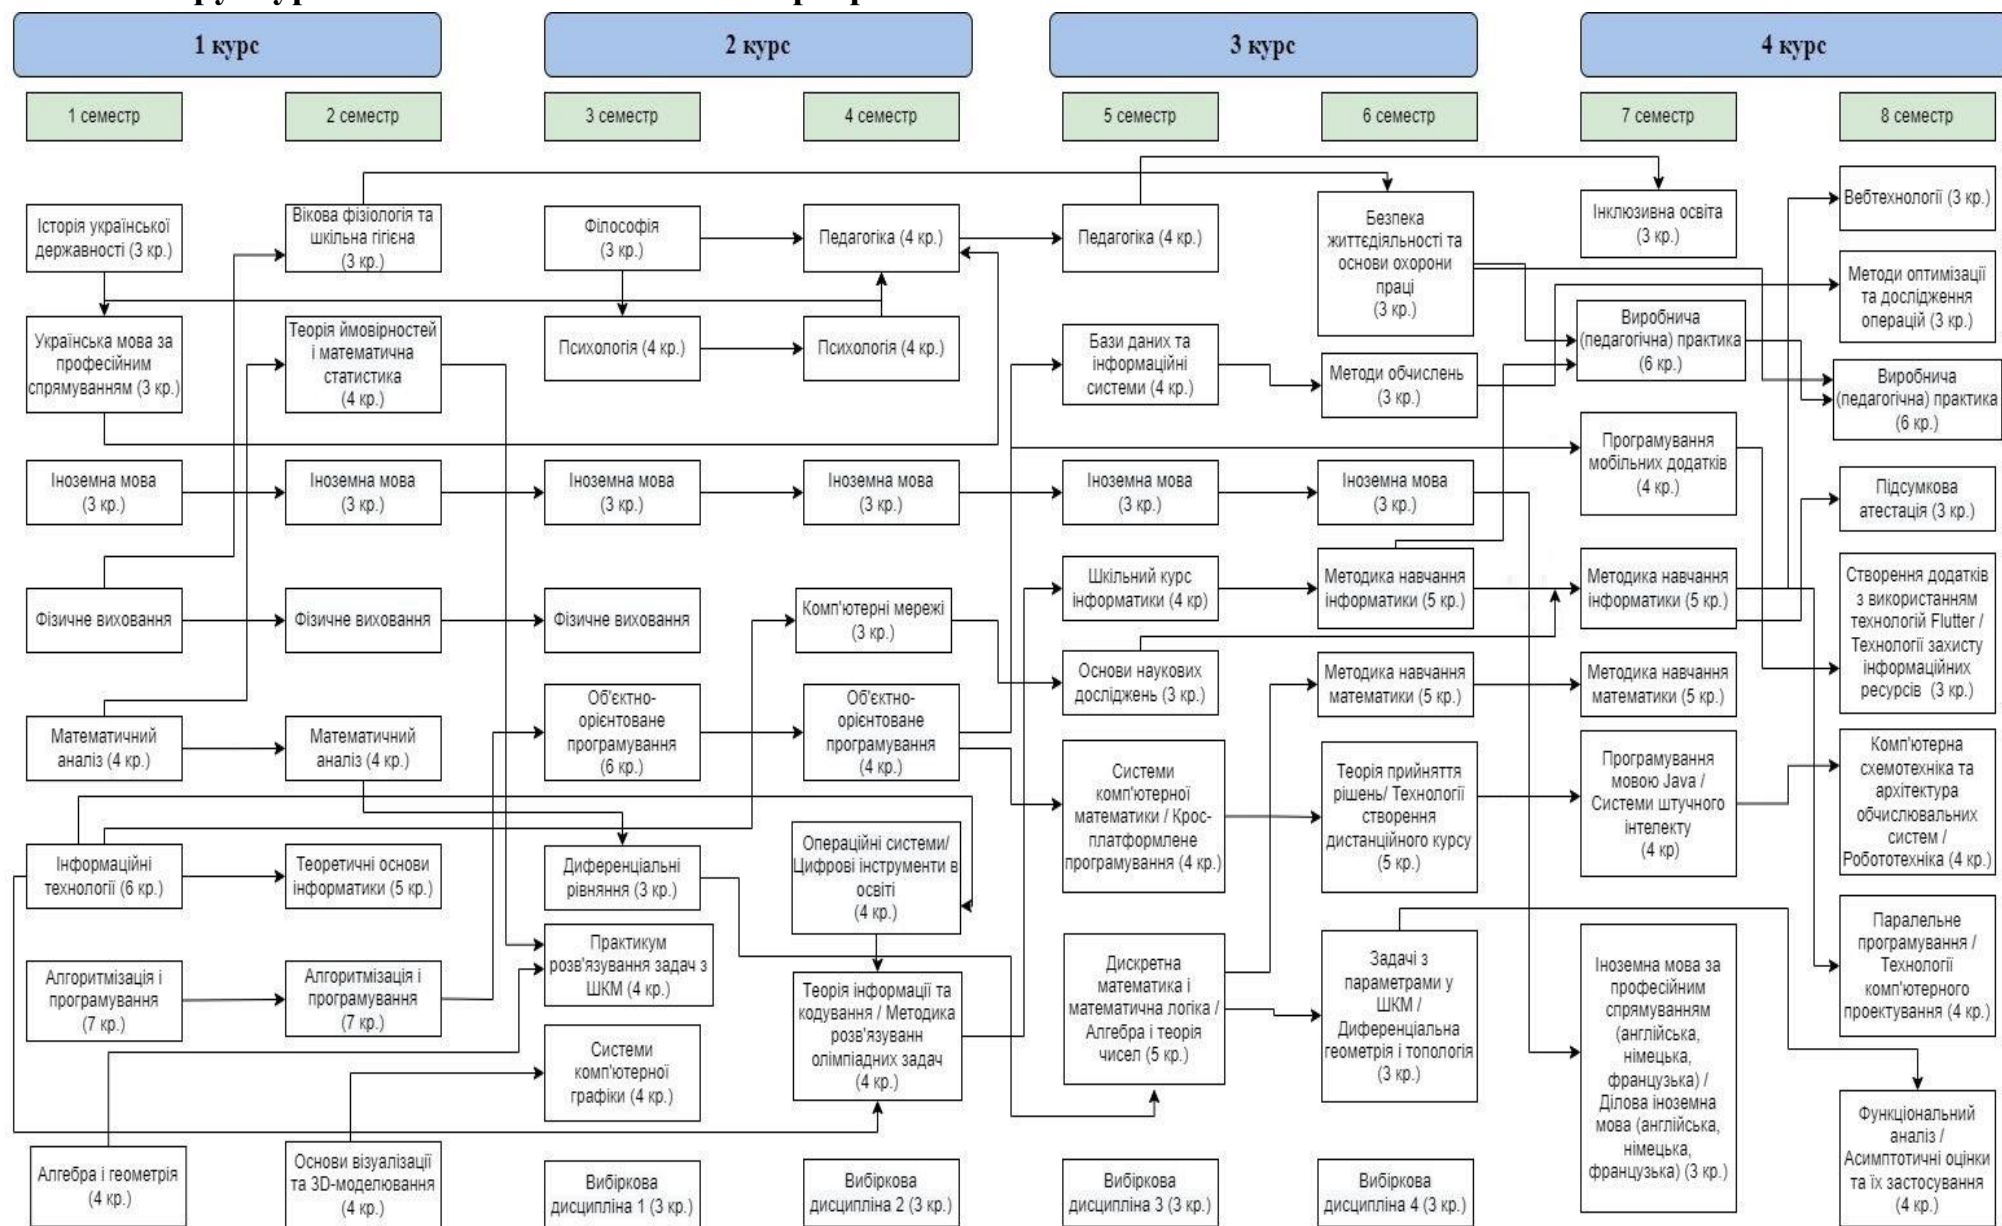 1 курс
2 курс
3 курс
4 курс
1 семестр
2 семестр
3 семестр
4 семестр
5 семестр
6 семестр
7 семестр
8 семестр
Історія української
державності (3 кр.)
Українська мова за
професійним
спрямуванням (3 кр.)
Іноземна мова
(3 кр.)
Фізичне виховання
Математичний
аналіз (4 кр.)
Інформаційні
технології (6 кр.)
Алгоритмізація і
програмування
(7 кр.)
Алгебра і геометрія
(4 кр.)
Вікова фізіологія та
шкільна гігієна
(3 кр.)
Теорія ймовірностей
і математична
статистика
(4 кр.)
Іноземна мова
(3 кр.)
Фізичне виховання
Математичний
аналіз (4 кр.)
Теоретичні основи
інформатики (5 кр.)
Алгоритмізація і
програмування
(7 кр.)
Основи візуалізації
та 3D-моделювання
(4 кр.)
Філософія
(3 кр.)
Психологія (4 кр.)
Іноземна мова
(3 кр.)
Фізичне виховання
Об'єктно-
орієнтоване
програмування
(6 кр.)
Диференціальні
рівняння (3 кр.)
Практикум
розв'язування задач з
ШКМ (4 кр.)
Системи
комп'ютерної
графіки (4 кр.)
Вибіркова
дисципліна 1 (3 кр.)
Педагогіка (4 кр.)
Психологія (4 кр.)
Іноземна мова
(3 кр.)
Комп'ютерні мережі
(3 кр.)
Об'єктно-
орієнтоване
програмування
(4 кр.)
Операційні системи/
Цифрові інструменти в
освіті
(4 кр.)
Теорія інформації та
кодування / Методика
розв'язуванн
олімпіадних задач
(4 кр.)
Вибіркова
дисципліна 2 (3 кр.)
Педагогіка (4 кр.)
Бази даних та
інформаційні
системи (4 кр.)
Іноземна мова
(3 кр.)
Шкільний курс
інформатики (4 кр)
Основи наукових
досліджень (3 кр.)
Системи
комп'ютерної
математики / Крос-
платформлене
програмування (4 кр.)
Дискретна
математика і
математична логіка /
Алгебра і теорія
чисел (5 кр.)
Вибіркова
дисципліна 3 (3 кр.)
Безпека
життєдіяльності та
основи охорони
праці
(3 кр.)
Методи обчислень
(3 кр.)
Іноземна мова
(3 кр.)
Методика навчання
інформатики (5 кр.)
Методика навчання
математики (5 кр.)
Теорія прийняття
рішень/ Технології
створення
дистанційного курсу
(5 кр.)
Задачі з
параметрами у
ШКМ /
Диференціальна
геометрія і топологія
(3 кр.)
Вибіркова
дисципліна 4 (3 кр.)
Інклюзивна освіта
(3 кр.)
Виробнича
(педагогічна) практика
(6 кр.)
Програмування
мобільних додатків
(4 кр.)
Методика навчання
інформатики (5 кр.)
Методика навчання
математики (5 кр.)
Програмування
мовою Java /
Системи штучного
інтелекту
(4 кр)
Іноземна мова за
професійним
спрямуванням
(англійська,
німецька,
французька) /
Ділова іноземна
мова (англійська,
німецька,
французька) (3 кр.)
Вебтехнології (3 кр.)
Методи оптимізації
та дослідження
операцій (3 кр.)
Виробнича
(педагогічна) практика
(6 кр.)
Підсумкова
атестація (3 кр.)
Створення додатків
з використанням
технологій Flutter /
Технології захисту
інформаційних
ресурсів (3 кр.)
Комп'ютерна
схемотехніка та
архітектура
обчислювальних
систем /
Робототехніка (4 кр.)
Паралельне
програмування /
Технології
комп'ютерного
проектування (4 кр.)
Функціональний
аналіз /
Асимптотичні оцінки
та їх застосування
(4 кр.)